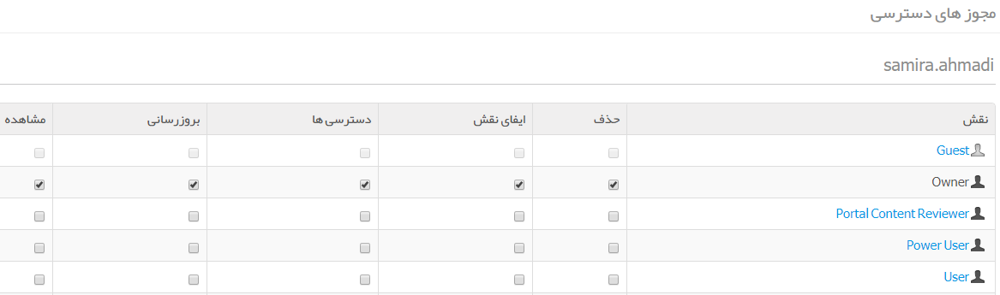 مجوز های دسترسی
samira.ahmadi
نقش حذف ایفای نقش دسترسی ها بروزرسانی مشاهده
Guest
Owner
Portal Content Reviewer
Power User
User